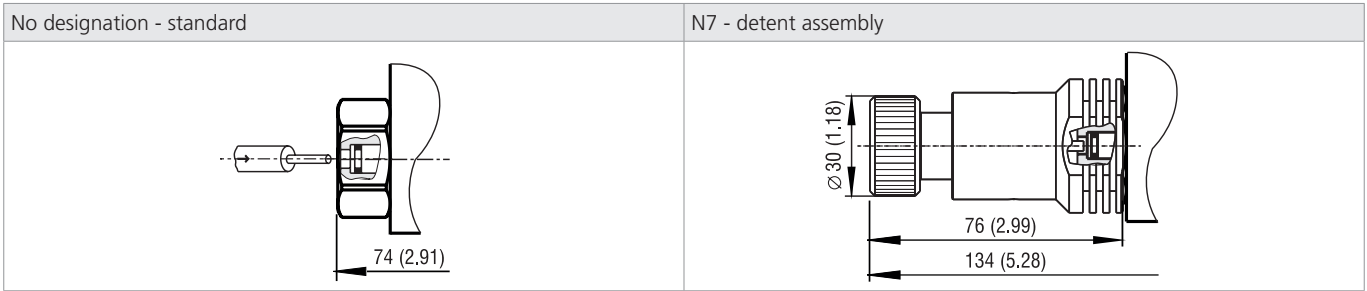 No designation - standard
N7 - detent assembly
74 (2.91)
Ø 30 (1.18)
76 (2.99)
134 (5.28)